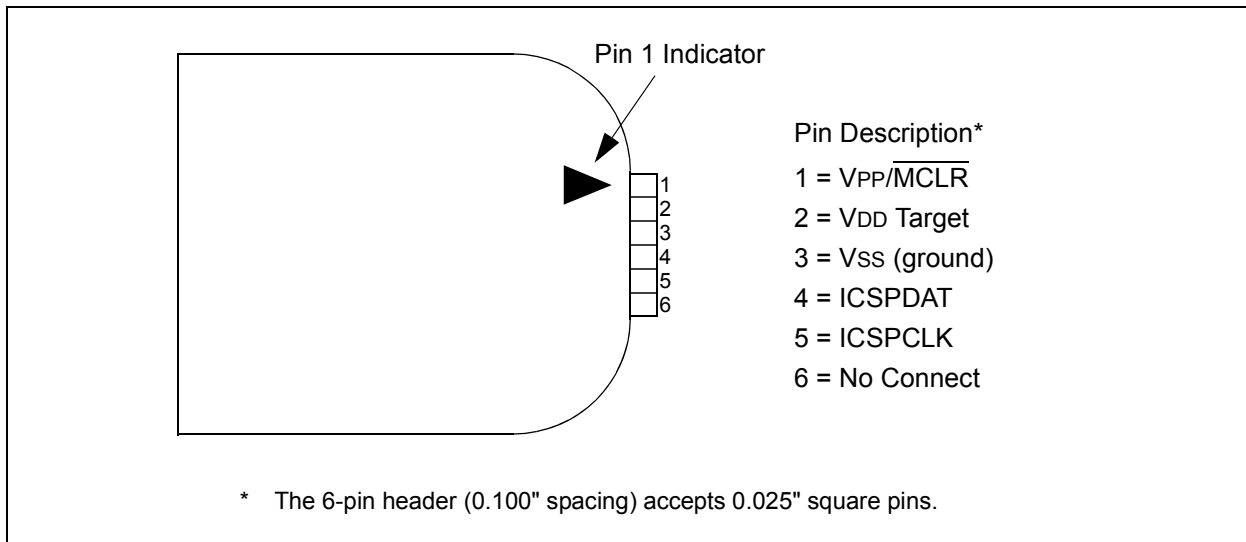 Pin 1 Indicator
1
2
3
4
5
6
Pin Description*
1 = VPP/M̅C̅L̅R̅
2 = VDD Target
3 = VSS (ground)
4 = ICSPDAT
5 = ICSPCLK
6 = No Connect
* The 6-pin header (0.100" spacing) accepts 0.025" square pins.